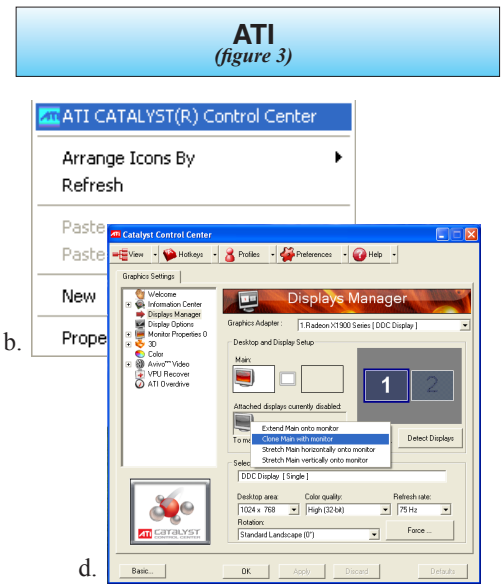 ATI
(figure 3)
ATI CATALYST(R) Control Center
Arrange Icons By
Refresh
Paste
Paste
New
Prope
b.
Catalyst Control Center
View Hotkeys Profiles Preferences Help
Graphics Settings
Welcome
Information Center
Displays Manager
Display Options
Monitor Properties 0
3D
Color
Avivo™ Video
VPU Recover
ATI Overdrive
Displays Manager
Graphics Adapter :
1.Radeon X1900 Series [ DDC Display ]
Desktop and Display Setup
Main:
1 2
Attached displays currently disabled:
Extend Main onto monitor
Clone Main with monitor
Stretch Main horizontally onto monitor
Stretch Main vertically onto monitor
To ma
Detect Displays
Selec
DDC Display [ Single ]
Desktop area: Color quality: Refresh rate:
1024 x 768 High (32-bit) 75 Hz
Rotation:
Standard Landscape (0°)
Force ...
ATI CATALYST
CONTROL CENTER
d.
Basic... OK Apply Discard Defaults